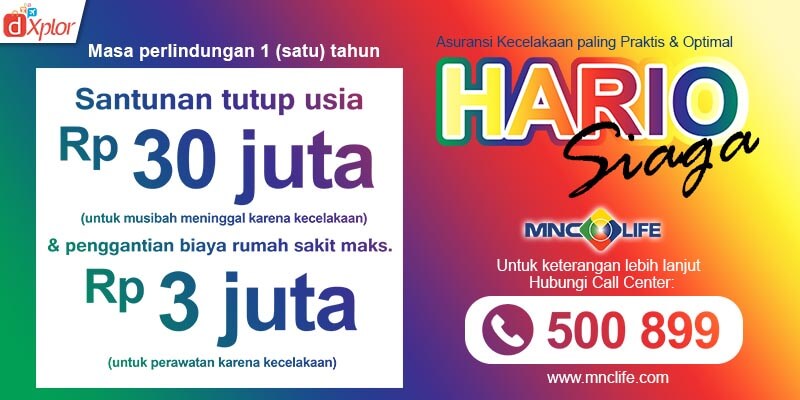 dXplor
Masa perlindungan 1 (satu) tahun
Santunan tutup usia
Rp 30 juta
(untuk musibah meninggal karena kecelakaan)
& penggantian biaya rumah sakit maks.
Rp 3 juta
(untuk perawatan karena kecelakaan)
Asuransi Kecelakaan paling Praktis & Optimal
HARIO
Siaga
MNC LIFE
Untuk keterangan lebih lanjut
Hubungi Call Center:
500 899
www.mnclife.com